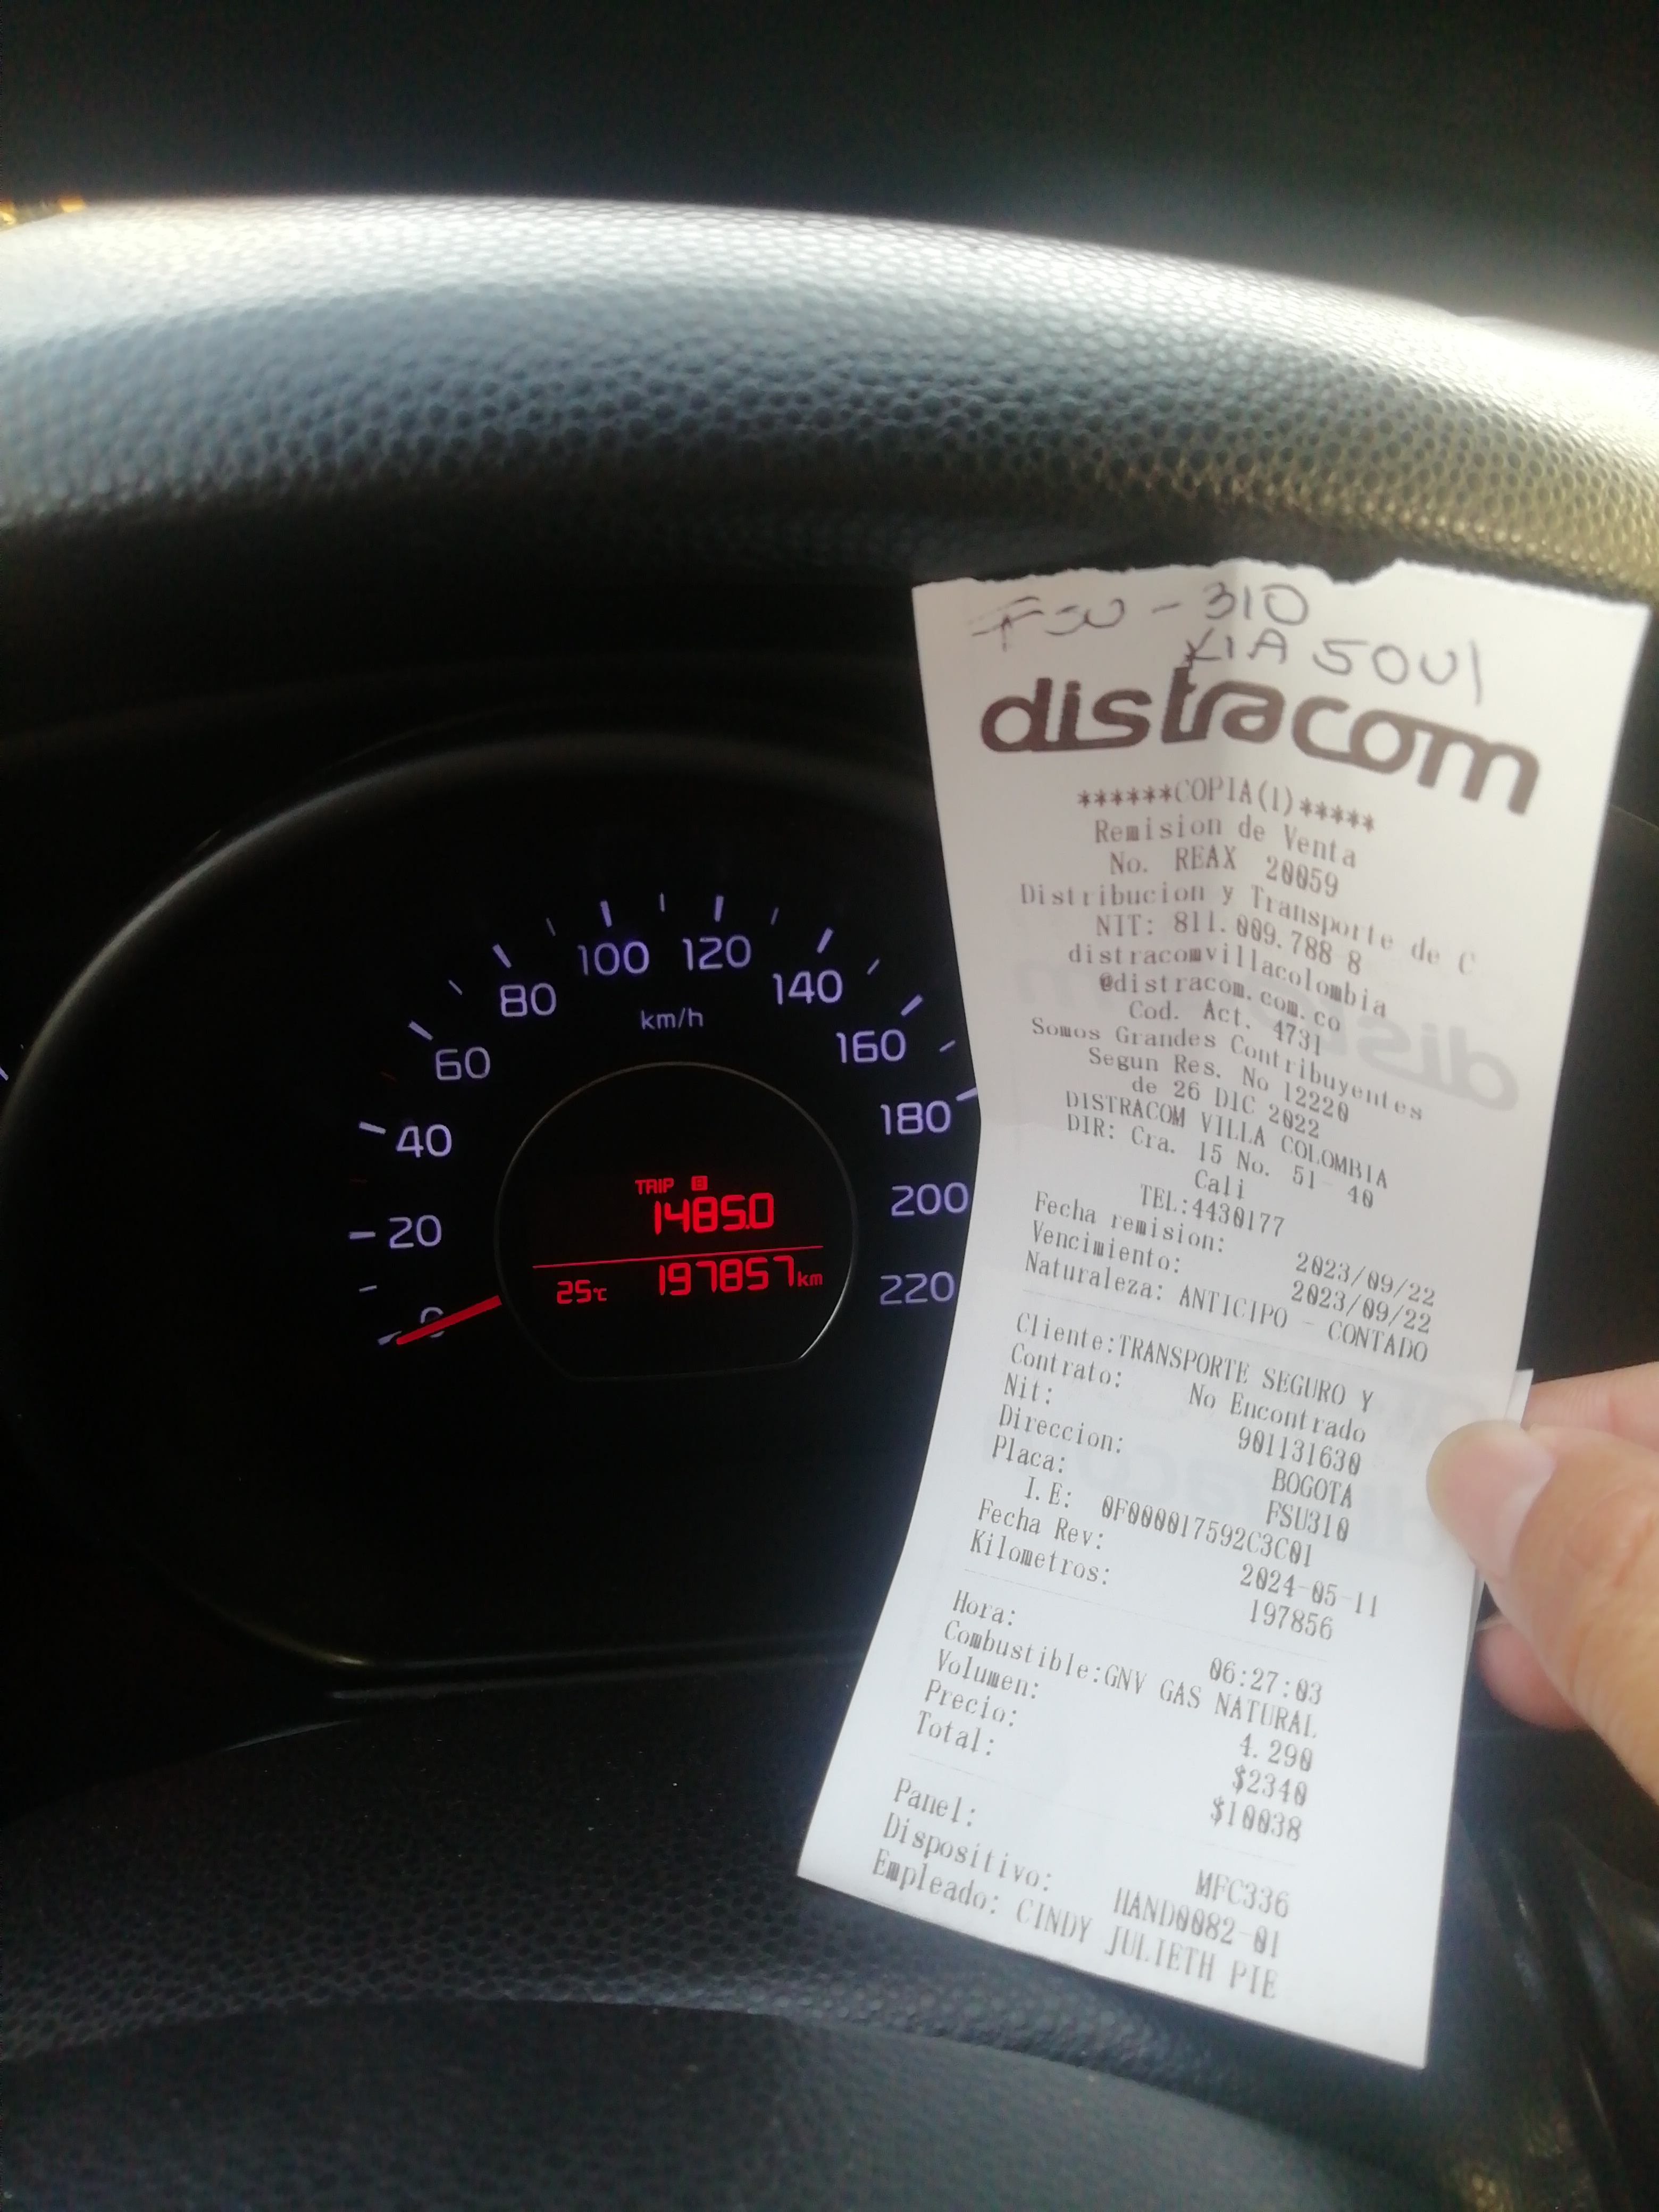 FSU-310
KIA SOUl
distracom
******COPIA(1)*****
Remision de Venta
No. REAX 20059
Distribucion y Transporte de C
NIT: 811.009.788 8
distracomvillacolombia
@distracom.com.co
Cod. Act. 4731
Somos Grandes Contribuyentes
Segun Res. No 12220
de 26 DIC 2022
DISTRACOM VILLA COLOMBIA
DIR: Cra. 15 No. 51- 40
Cali
TEL:4430177
Fecha remision: 2023/09/22
Vencimiento: 2023/09/22
Naturaleza: ANTICIPO - CONTADO
Cliente:TRANSPORTE SEGURO Y
Contrato: No Encontrado
Nit: 901131630
Direccion: BOGOTA
Placa: FSU310
I.E: 0F000017592C3C01
Fecha Rev: 2024-05-11
Kilometros: 197856
Hora: 06:27:03
Combustible:GNV GAS NATURAL
Volumen: 4.290
Precio: $2340
Total: $10038
Panel: MFC336
Dispositivo: HAND0082-01
Empleado: CINDY JULIETH PIE
0
20
40
60
80
100
120
140
160
180
200
220
km/h
TRIP B
1485.0
25℃ 197857km